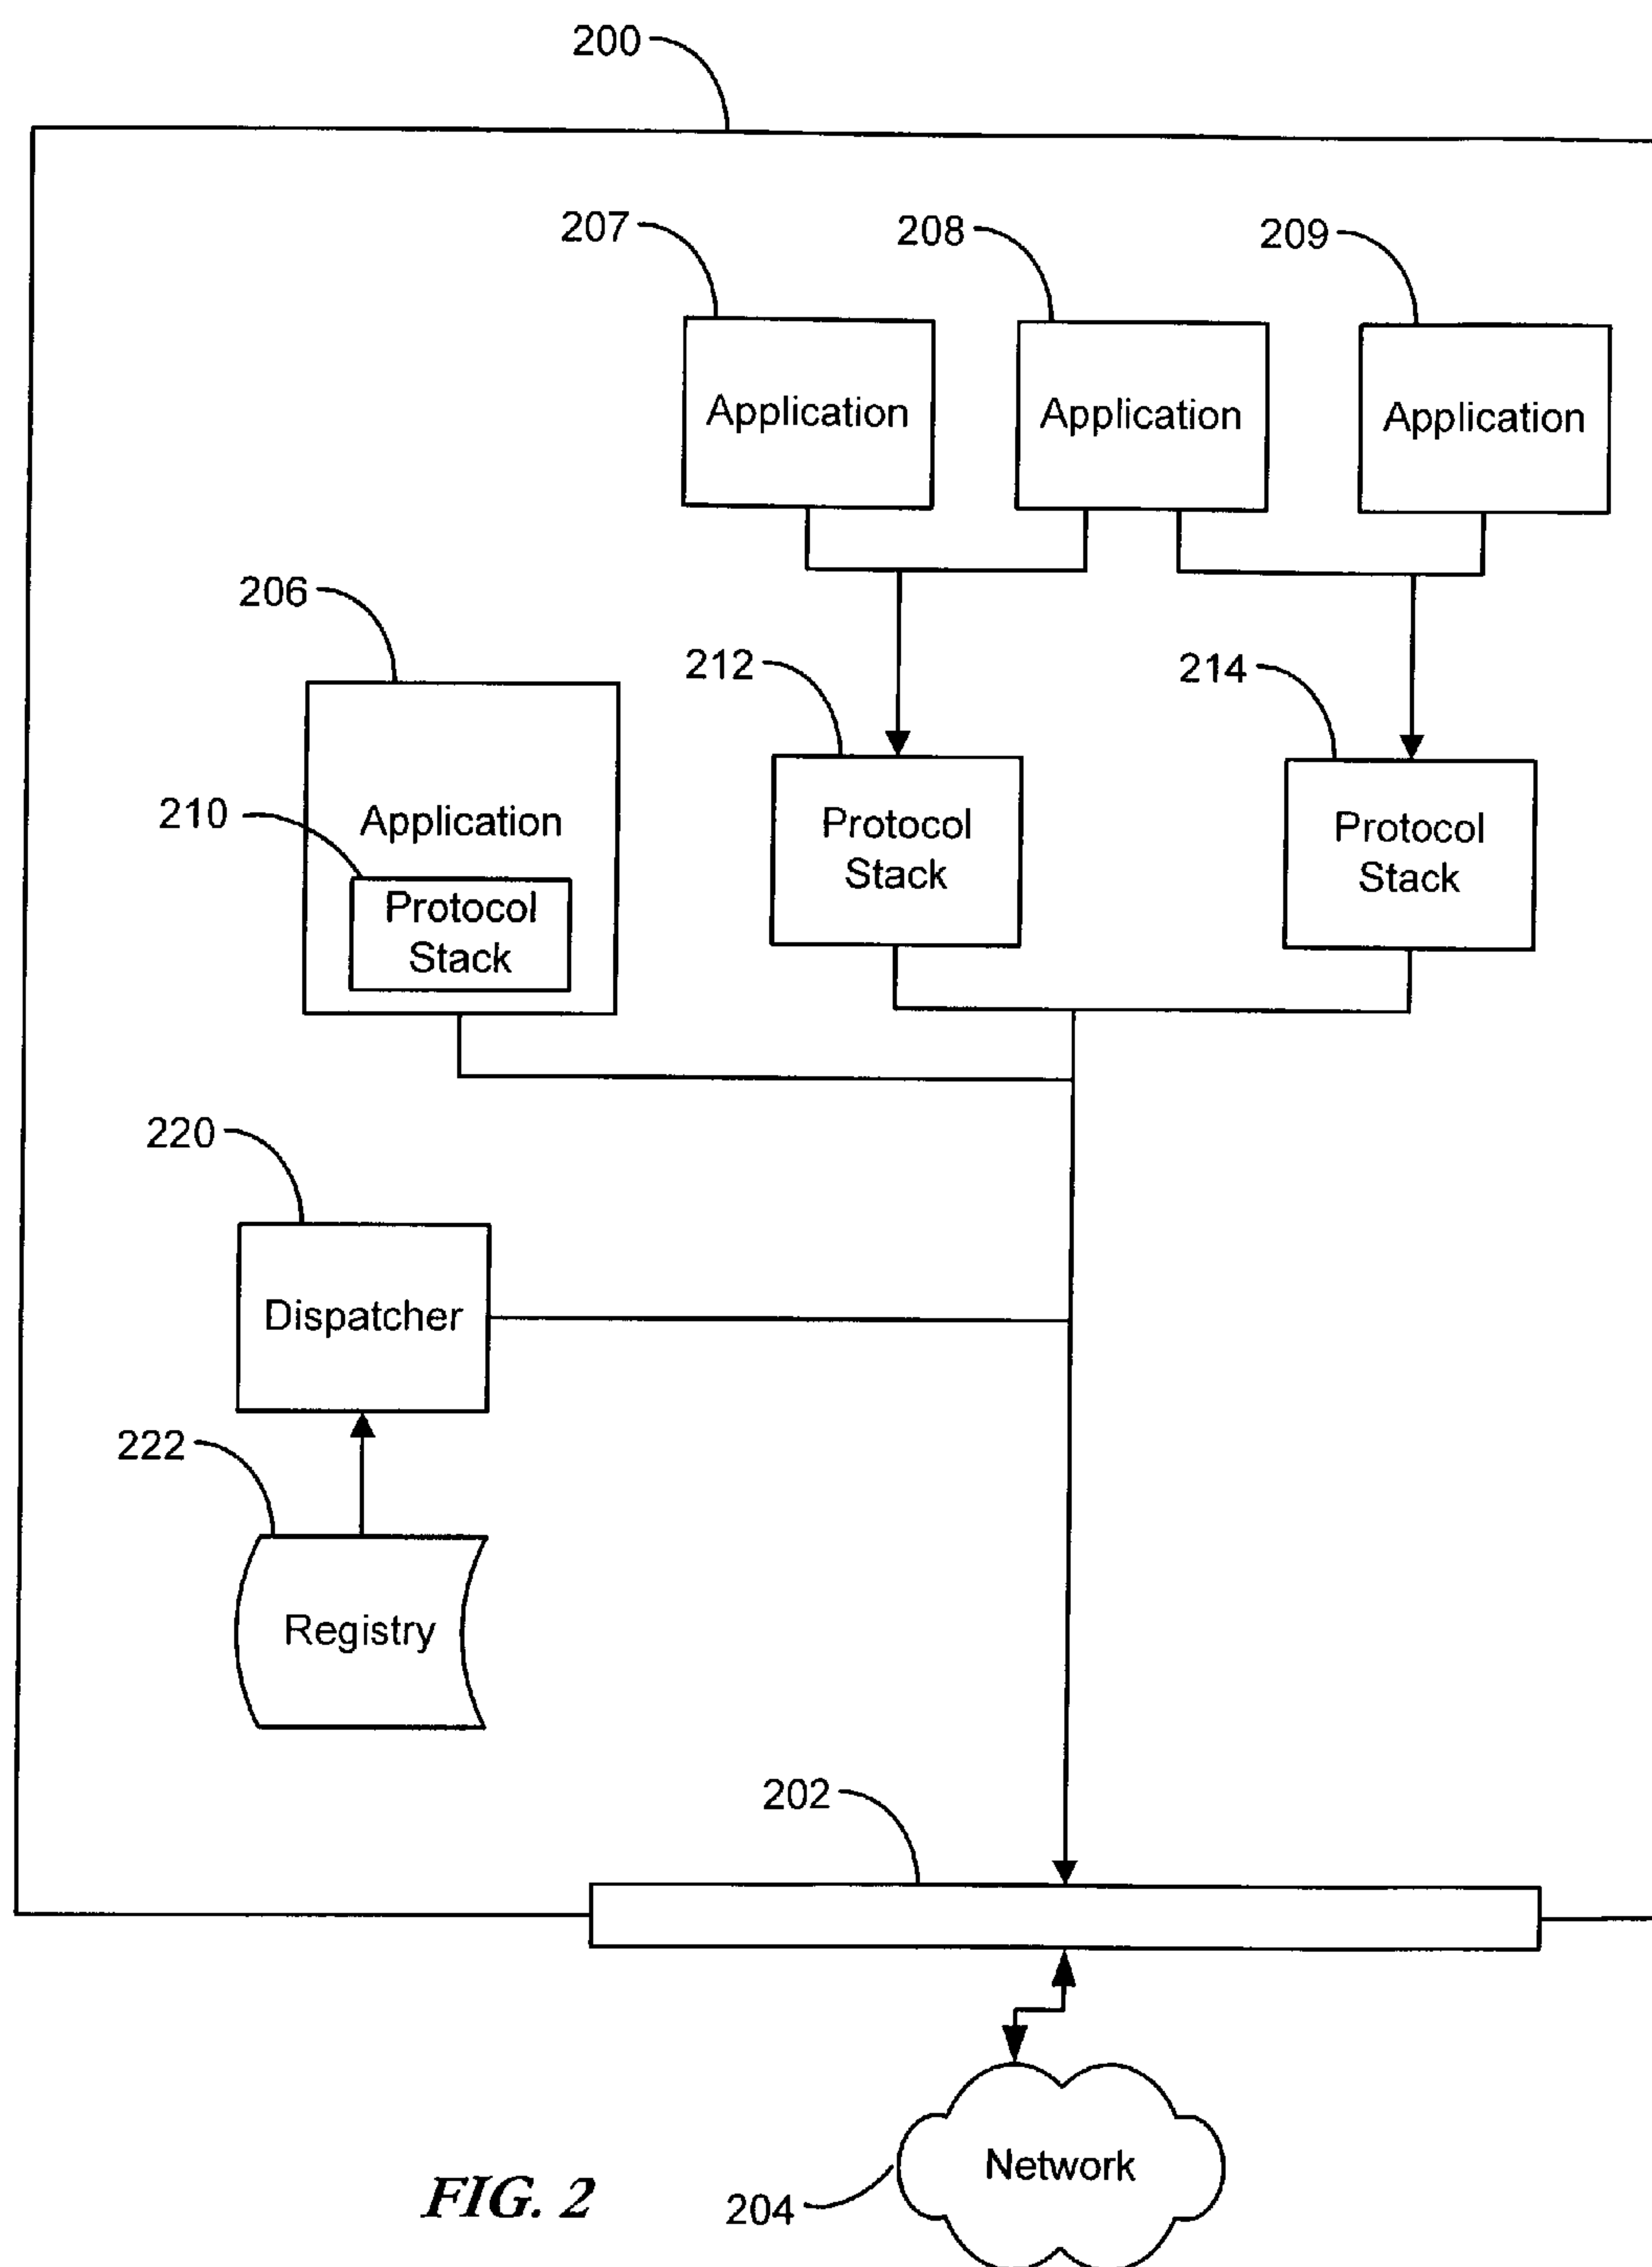 200
207
208
209
Application
Application
Application
206
212
214
210
Application
Protocol
Stack
Protocol
Stack
Protocol
Stack
220
Dispatcher
222
Registry
202
Network
204
FIG. 2